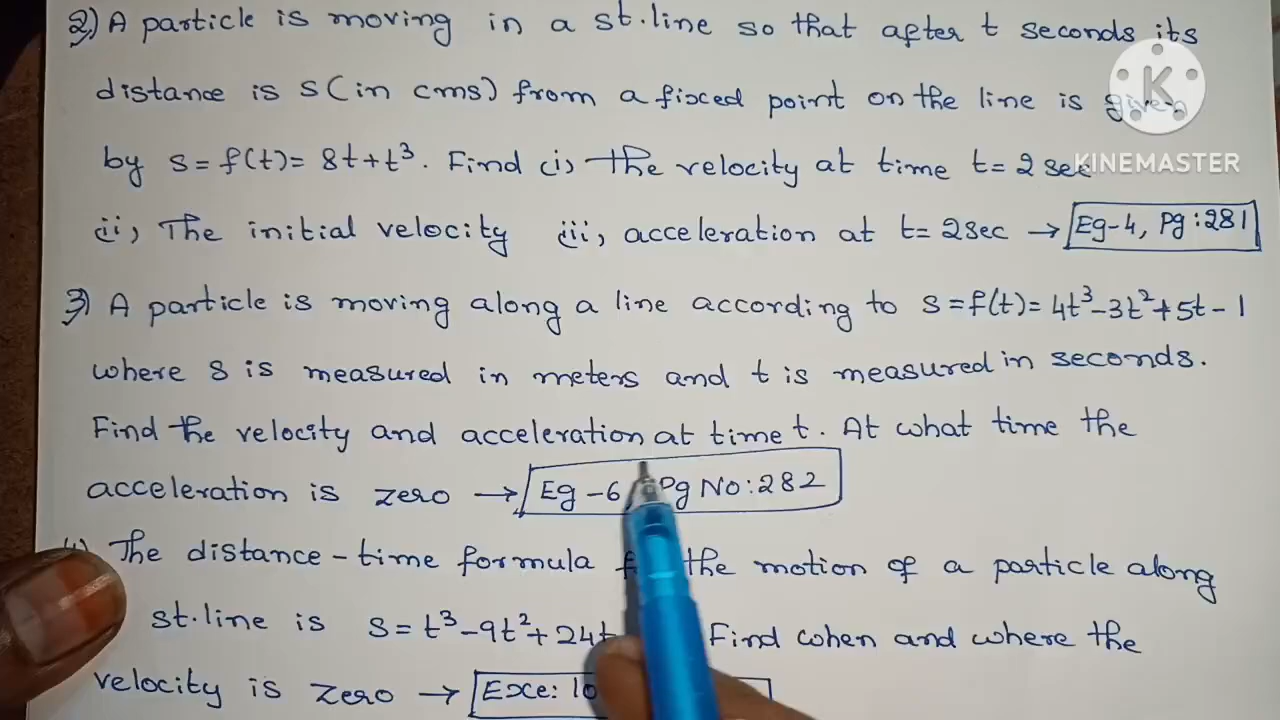 2) A particle is moving in a st.line so that after t seconds its
distance is s (in cms) from a fixed point on the line is given
by s = f(t) = 8t + t³. Find (i) the velocity at time t = 2 sec
(ii) The initial velocity (iii) acceleration at t = 2 sec → Eg-4, Pg:281
KINEMASTER
3) A particle is moving along a line according to s = f(t) = 4t³ - 3t² + 5t - 1
where s is measured in meters and t is measured in seconds.
Find the velocity and acceleration at time t. At what time the
acceleration is zero → Eg-6, Pg No: 282
The distance-time formula the motion of a particle along
st.line is s = t³ - 9t² + 24t Find when and where the
velocity is zero → Exe: 10